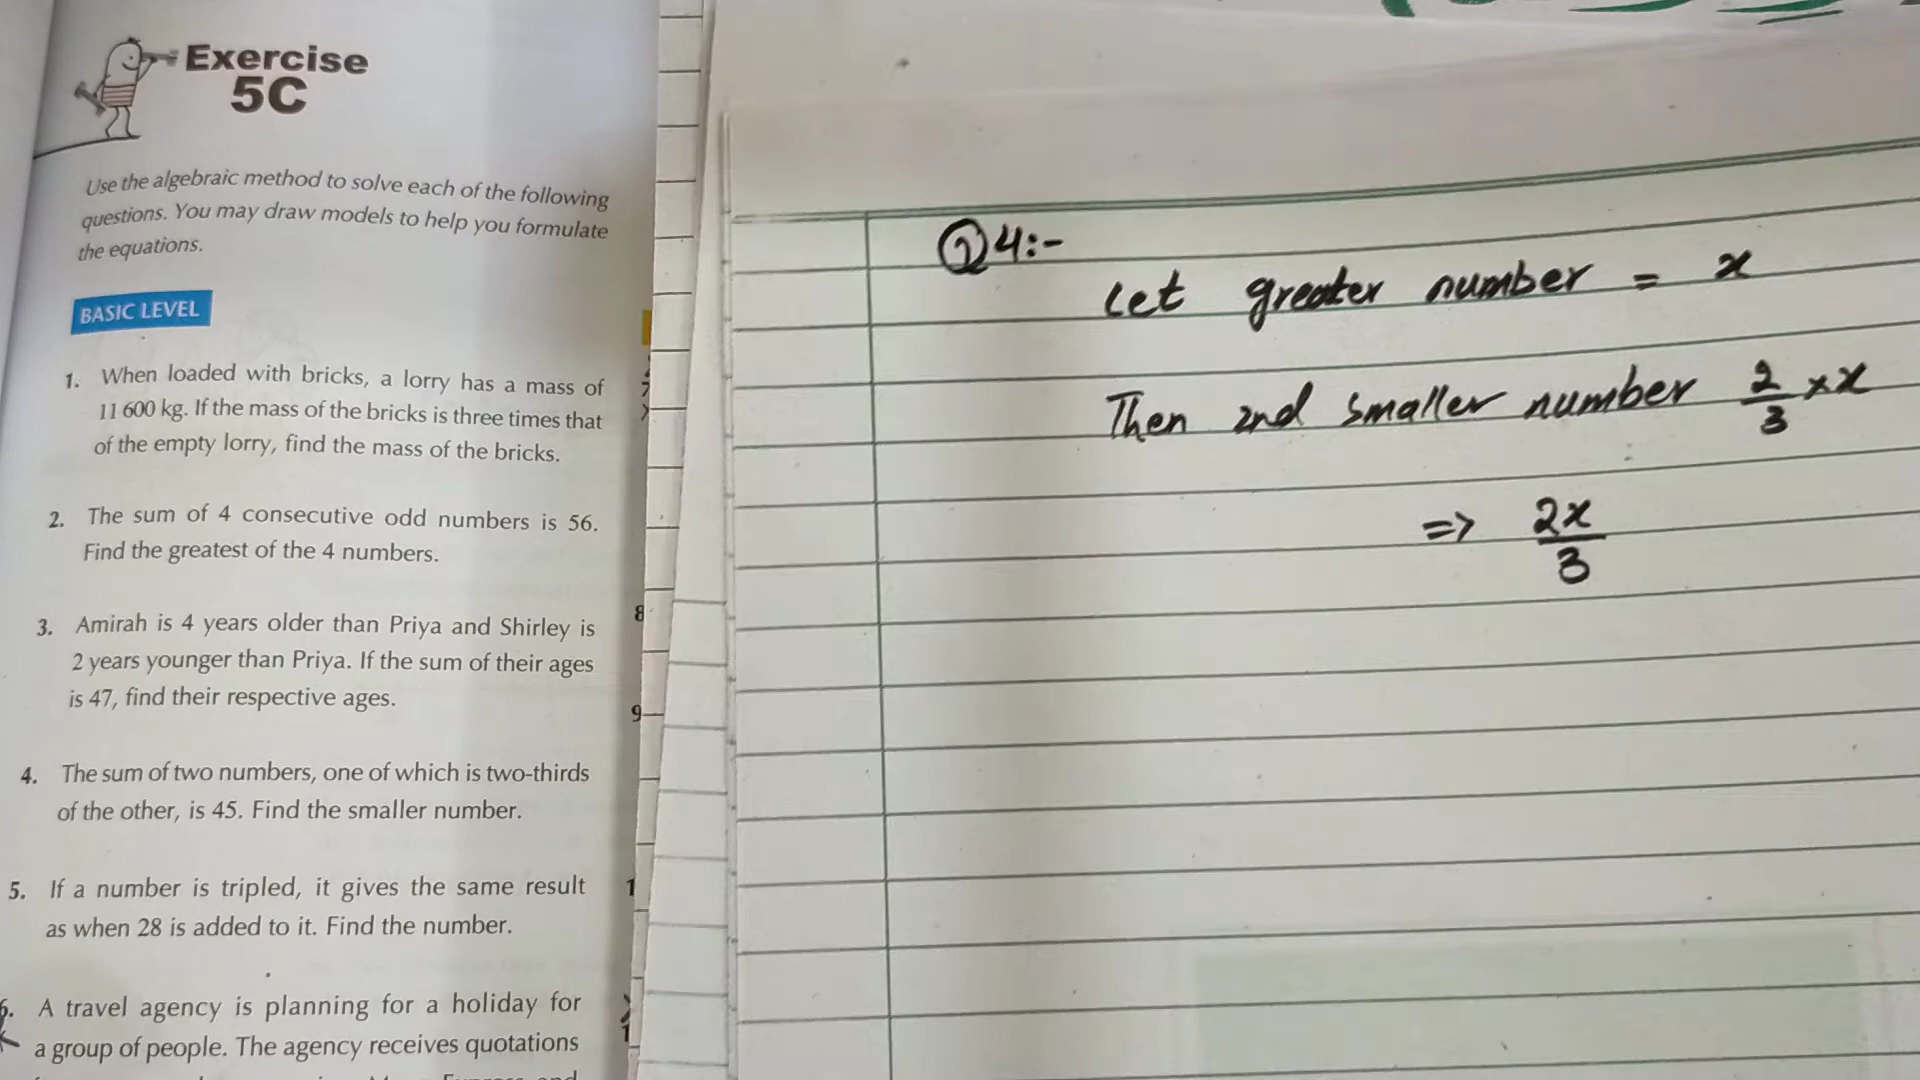 Exercise
5C
Use the algebraic method to solve each of the following
questions. You may draw models to help you formulate
the equations.
BASIC LEVEL
1. When loaded with bricks, a lorry has a mass of
11 600 kg. If the mass of the bricks is three times that
of the empty lorry, find the mass of the bricks.
2. The sum of 4 consecutive odd numbers is 56.
Find the greatest of the 4 numbers.
3. Amirah is 4 years older than Priya and Shirley is
2 years younger than Priya. If the sum of their ages
is 47, find their respective ages.
4. The sum of two numbers, one of which is two-thirds
of the other, is 45. Find the smaller number.
5. If a number is tripled, it gives the same result
as when 28 is added to it. Find the number.
6. A travel agency is planning for a holiday for
a group of people. The agency receives quotations
8
9
1
Q4:-
Let greater number = x
Then 2nd smaller number 2/3 × x
=> 2x/3